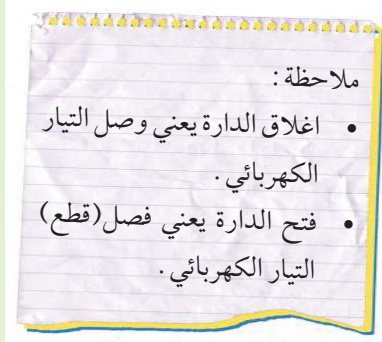 ملاحظة :
• اغلاق الدارة يعني وصل التيار
الكهربائي .
• فتح الدارة يعني فصل (قطع)
التيار الكهربائي .